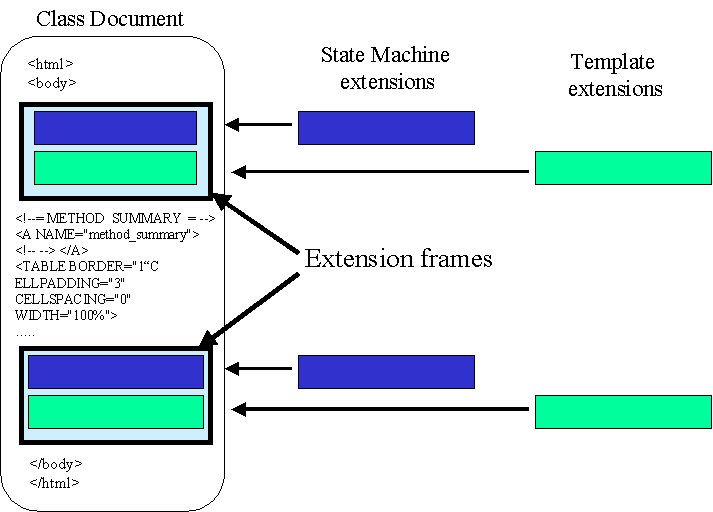 Class Document
State Machine
extensions
Template
extensions
<html>
<body>
<!--= METHOD SUMMARY = -->
<A NAME="method_summary">
<!-- --> </A>
<TABLE BORDER="1“C
ELLPADDING="3"
CELLSPACING="0"
WIDTH="100%">
.....
Extension frames
</body>
</html>